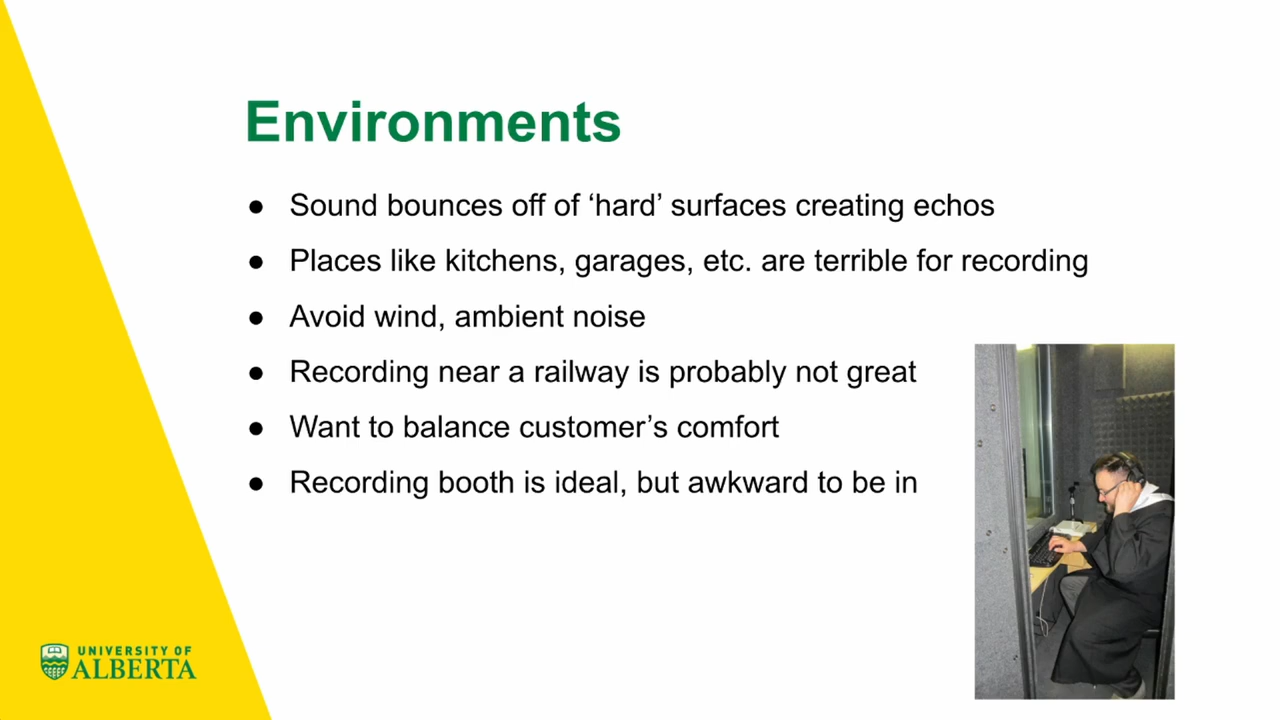 Environments
● Sound bounces off of ‘hard’ surfaces creating echos
● Places like kitchens, garages, etc. are terrible for recording
● Avoid wind, ambient noise
● Recording near a railway is probably not great
● Want to balance customer’s comfort
● Recording booth is ideal, but awkward to be in
UNIVERSITY OF
ALBERTA